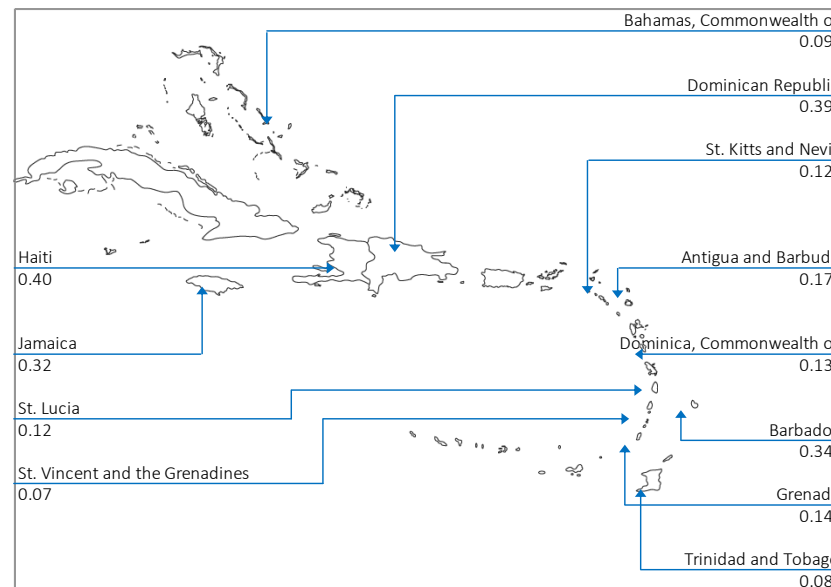 Bahamas, Commonwealth o
0.09
Dominican Republi
0.39
St. Kitts and Nevi
0.12
Haiti
0.40
Antigua and Barbud
0.17
Jamaica
0.32
Dominica, Commonwealth o
0.13
St. Lucia
0.12
Barbado
0.34
St. Vincent and the Grenadines
0.07
Grenad
0.14
Trinidad and Tobag
0.08